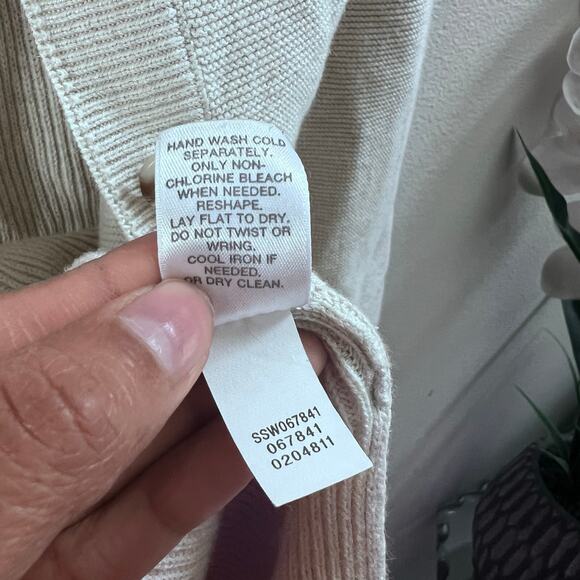 HAND WASH COLD
SEPARATELY.
ONLY NON-
CHLORINE BLEACH
WHEN NEEDED.
RESHAPE.
LAY FLAT TO DRY.
DO NOT TWIST OR
WRING.
COOL IRON IF
NEEDED.
OR DRY CLEAN.
SSW067841
067841
0204811